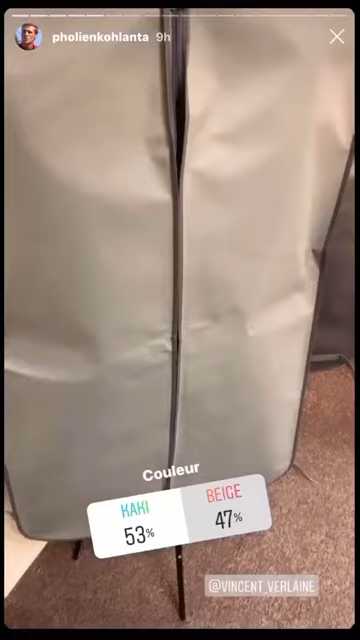 pholienkohlanta 9h
Couleur
KAKI
53%
BEIGE
47%
@VINCENT_VERLAINE